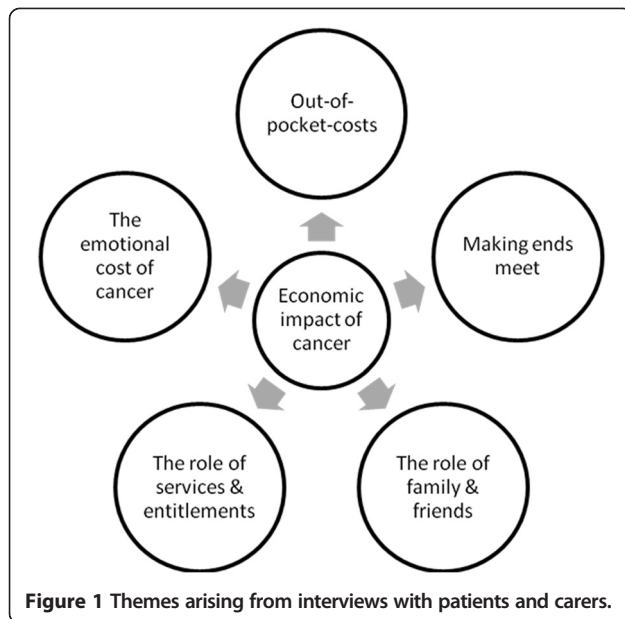 Out-of-
pocket-costs
The
emotional
cost of
cancer
Making ends
meet
Economic
impact of
cancer
The role of
services &
entitlements
The role of
family &
friends
Figure 1 Themes arising from interviews with patients and carers.